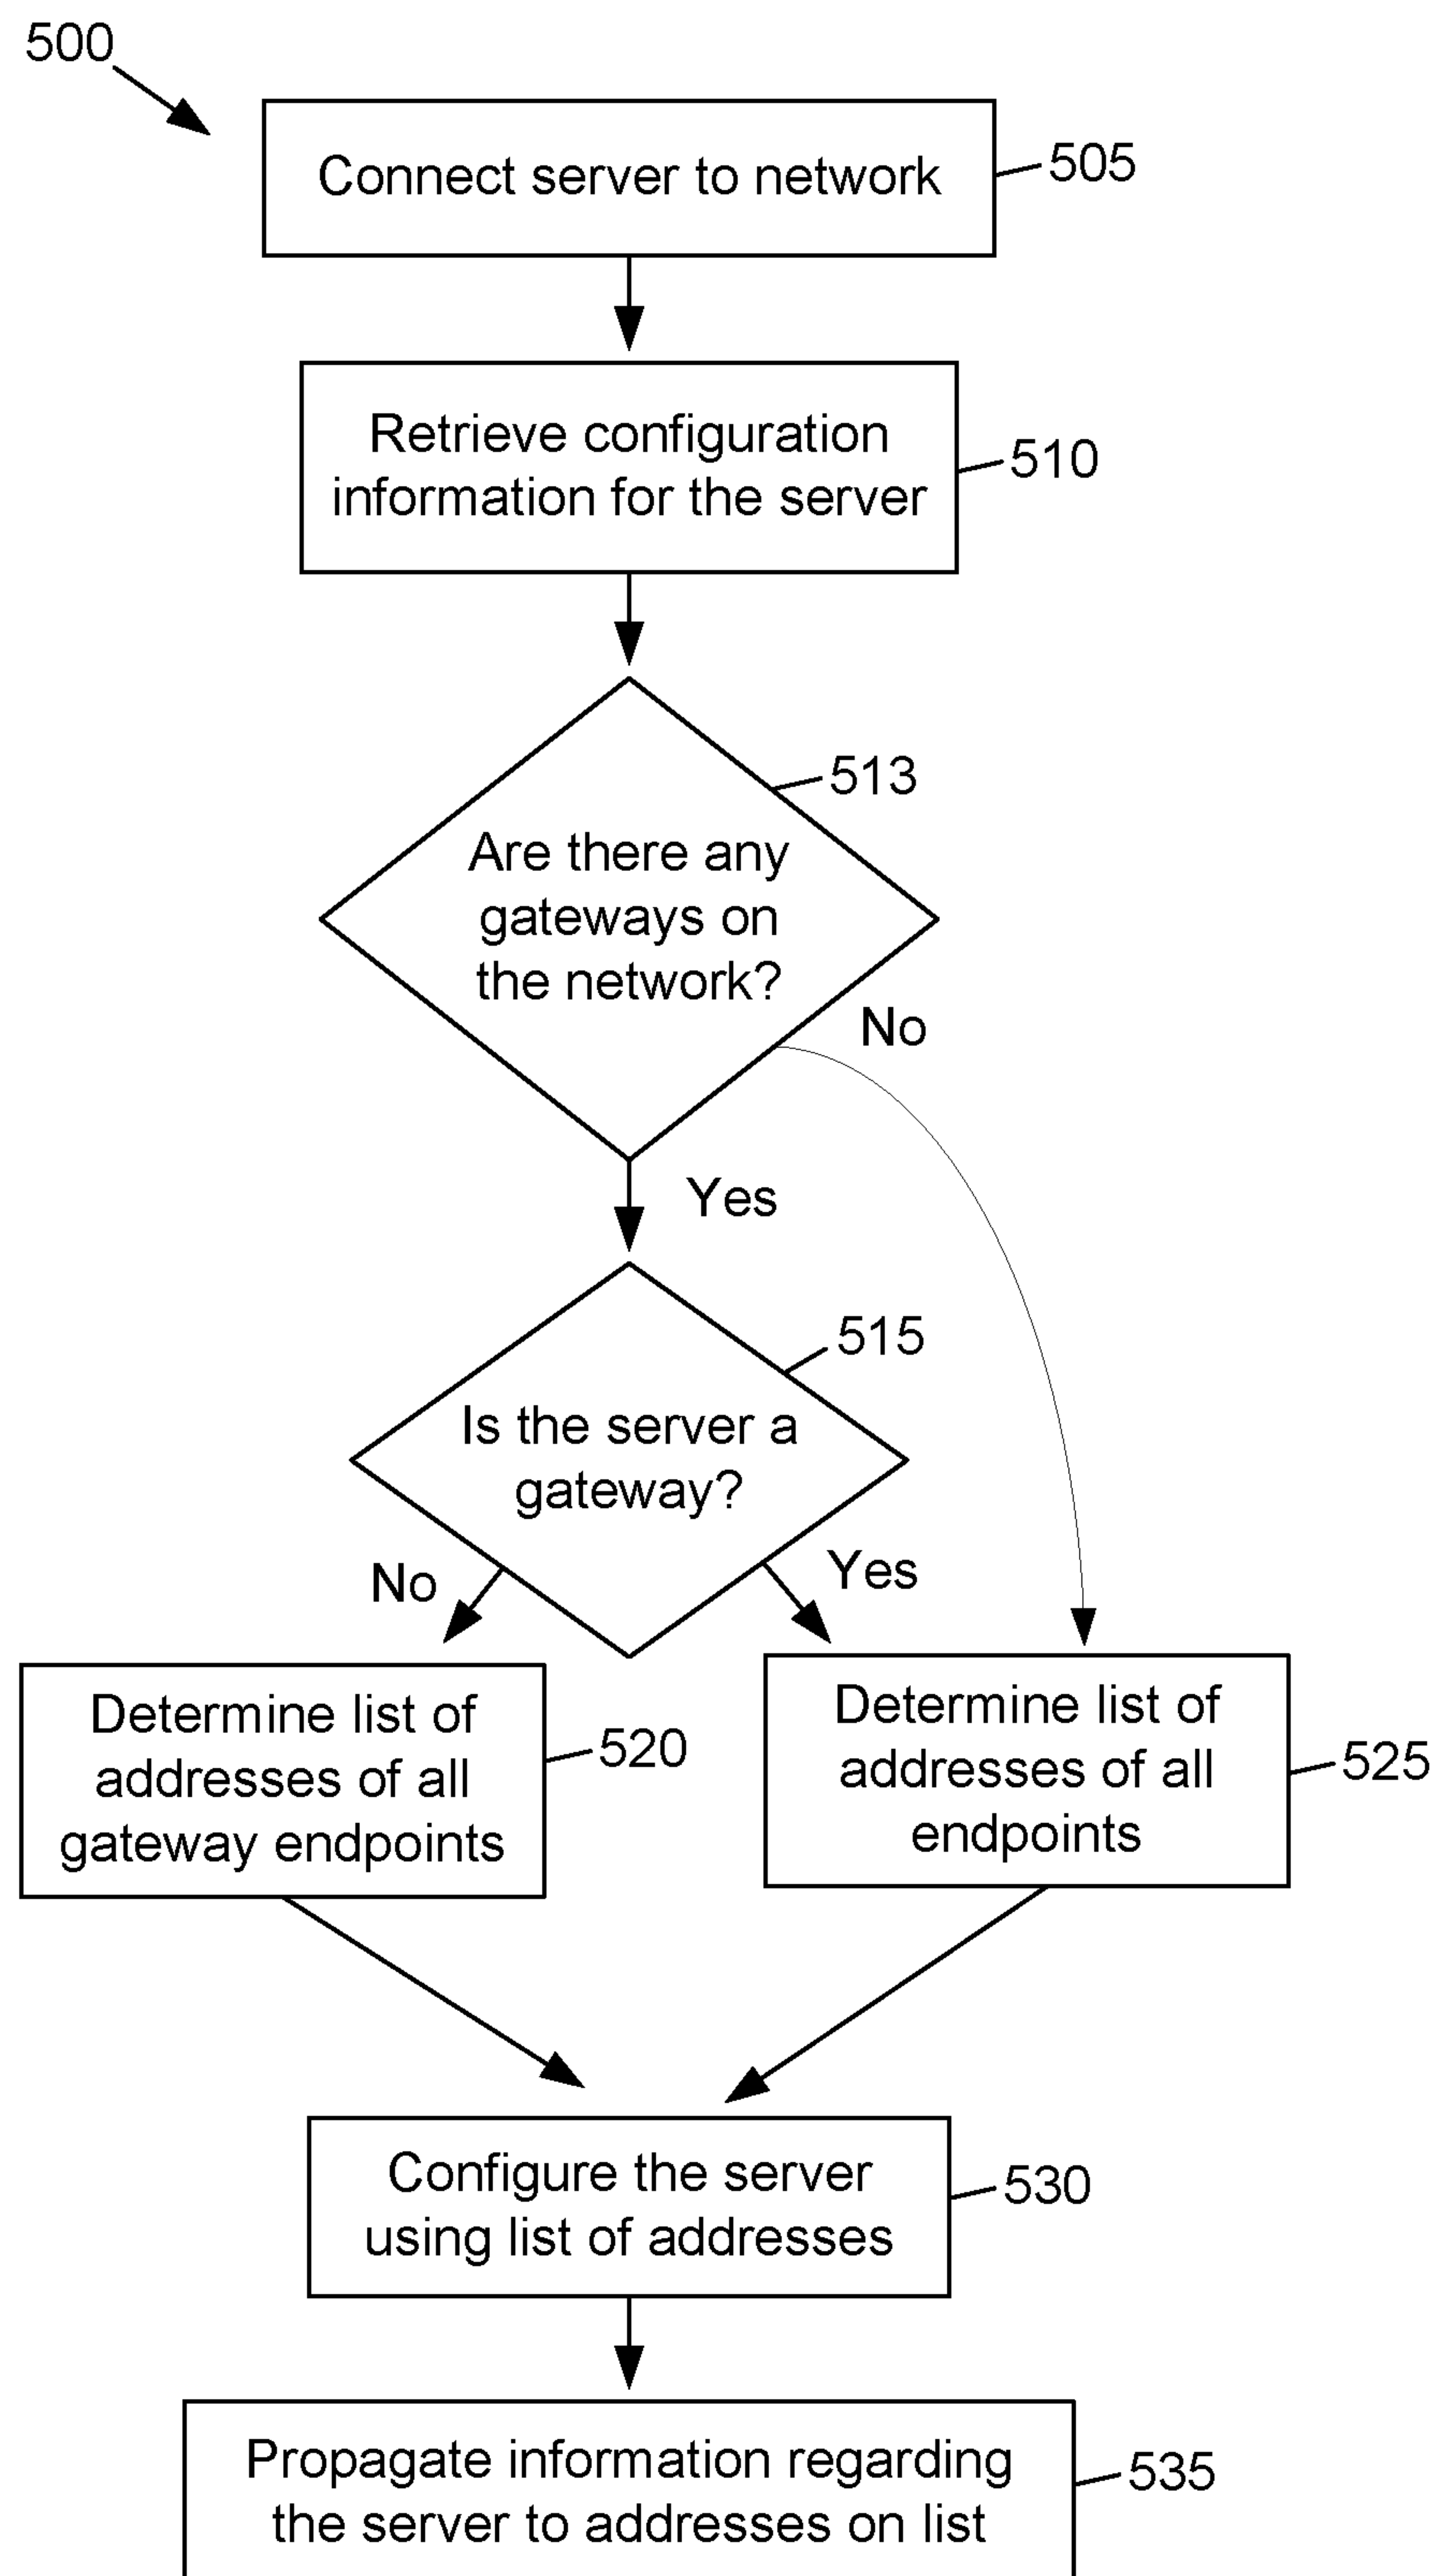 500
Connect server to network
505
Retrieve configuration
information for the server
510
513
Are there any
gateways on
the network?
No
Yes
515
Is the server a
gateway?
No
Yes
Determine list of
addresses of all
gateway endpoints
520
Determine list of
addresses of all
endpoints
525
Configure the server
using list of addresses
530
Propagate information regarding
the server to addresses on list
535